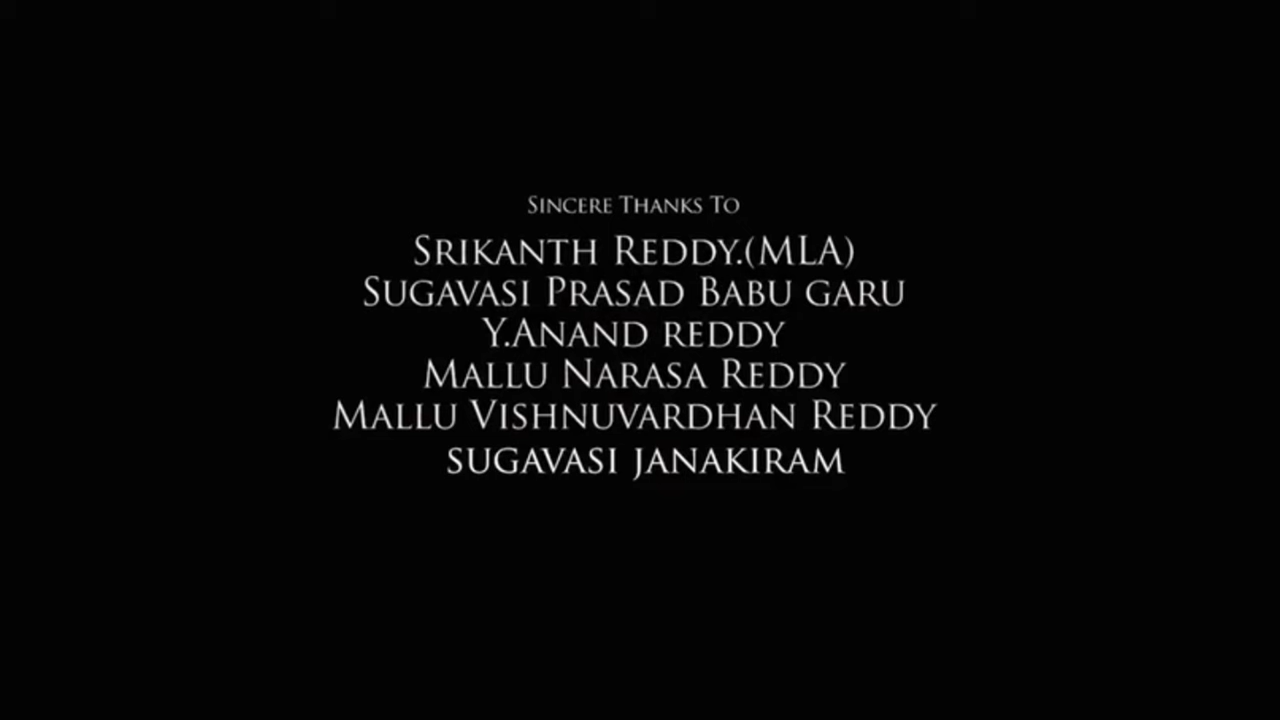 Sincere Thanks To
Srikanth Reddy.(MLA)
Sugavasi Prasad Babu garu
Y.Anand reddy
Mallu Narasa Reddy
Mallu Vishnuvardhan Reddy
sugavasi janakiram